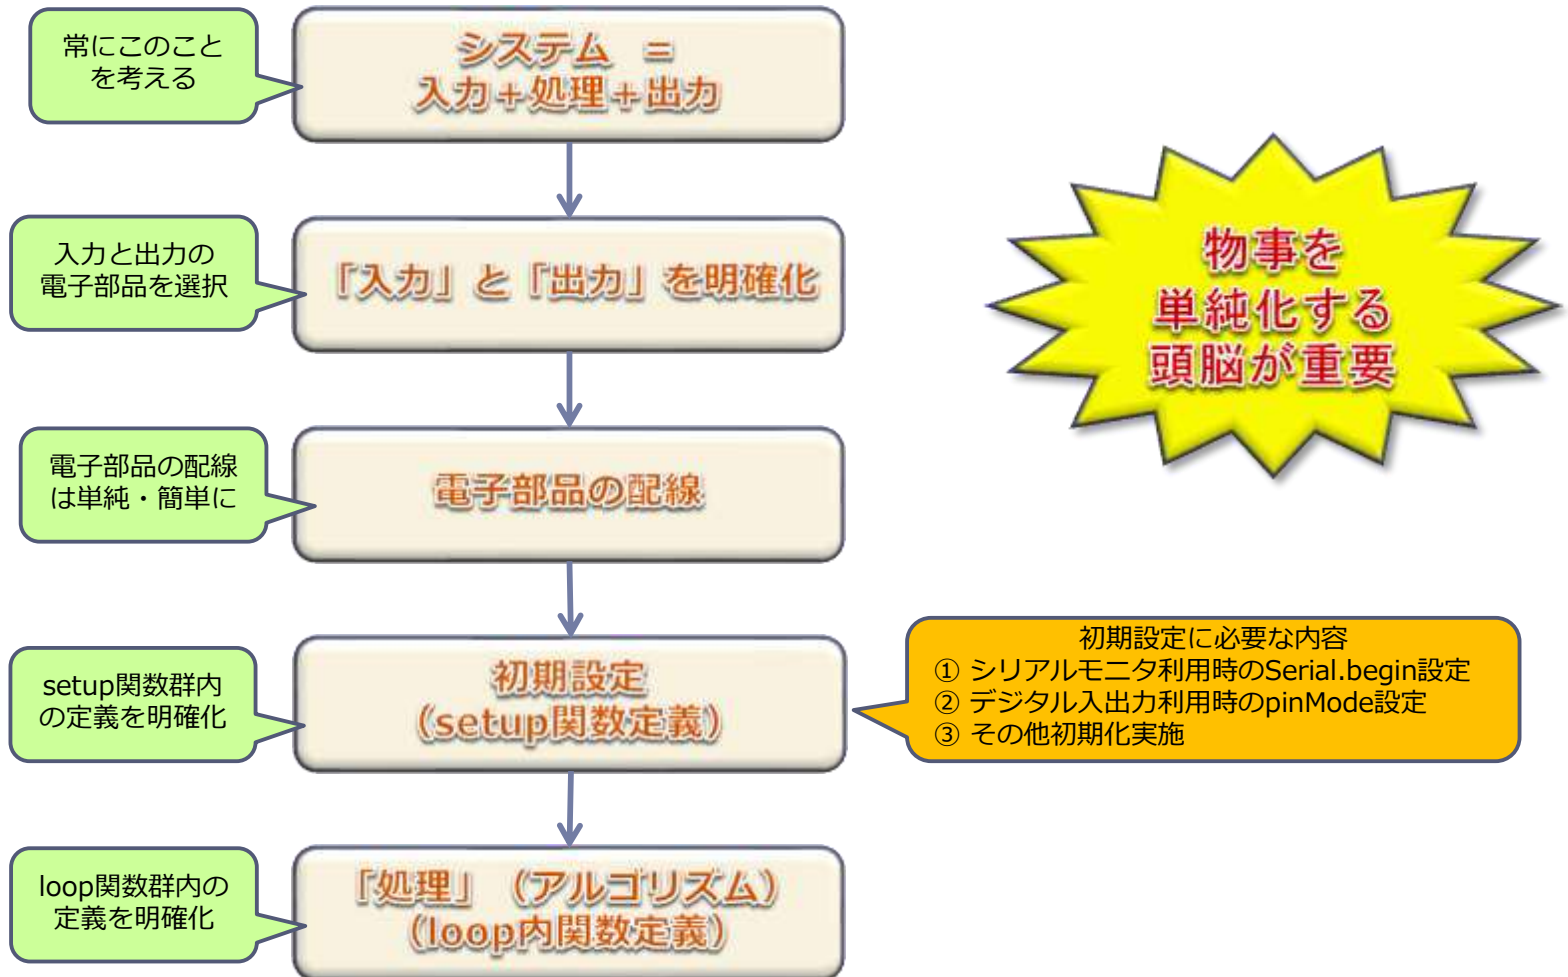 常にこのこと
を考える
システム =
入力+処理+出力
入力と出力の
電子部品を選択
「入力」と「出力」を明確化
物事を
単純化する
頭脳が重要
電子部品の配線
は単純・簡単に
電子部品の配線
setup関数群内
の定義を明確化
初期設定
(setup関数定義)
初期設定に必要な内容
① シリアルモニタ利用時のSerial.begin設定
② デジタル入出力利用時のpinMode設定
③ その他初期化実施
loop関数群内の
定義を明確化
「処理」(アルゴリズム)
(loop内関数定義)